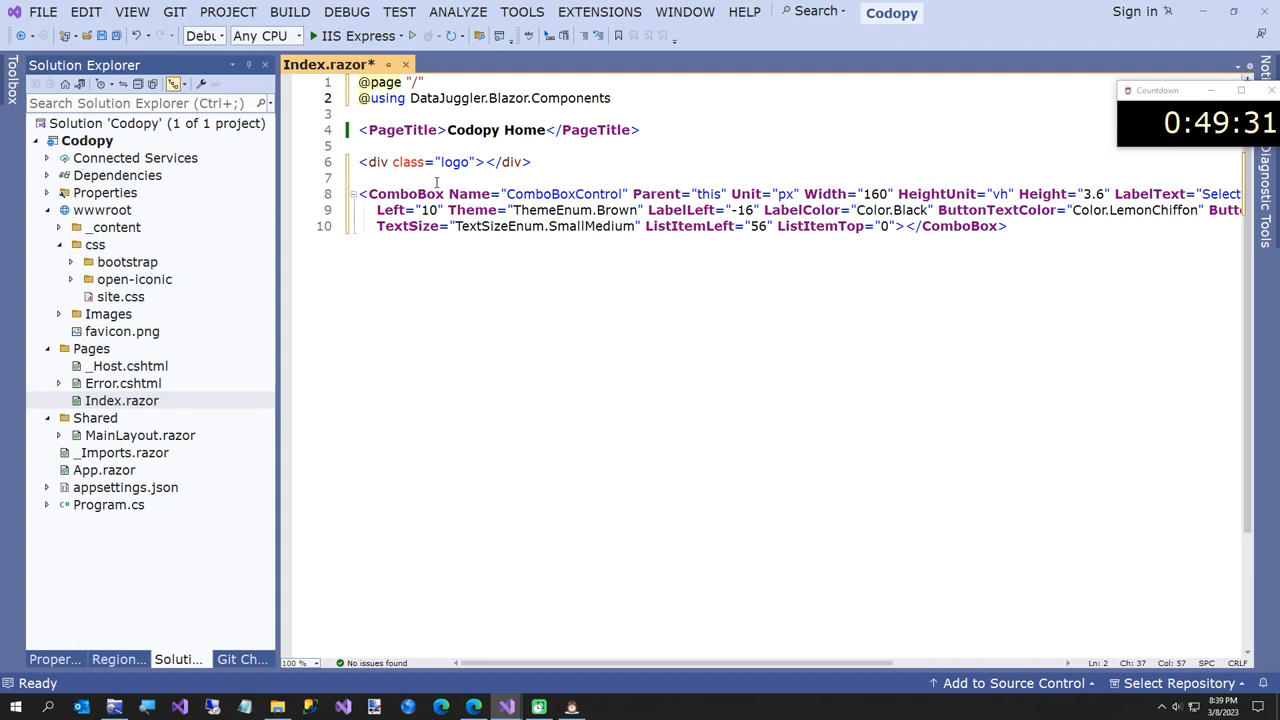 FILE EDIT VIEW GIT PROJECT BUILD DEBUG TEST ANALYZE TOOLS EXTENSIONS WINDOW HELP Search Codopy Sign in
Debu Any CPU IIS Express
Toolbox
Solution Explorer
Search Solution Explorer (Ctrl+;)
Solution 'Codopy' (1 of 1 project)
Codopy
Connected Services
Dependencies
Properties
wwwroot
_content
css
bootstrap
open-iconic
site.css
Images
favicon.png
Pages
_Host.cshtml
Error.cshtml
Index.razor
Shared
MainLayout.razor
_Imports.razor
App.razor
appsettings.json
Program.cs
Proper... Region... Soluti... Git Ch...
Index.razor*
1 @page "/"
2 @using DataJuggler.Blazor.Components
3
4 <PageTitle>Codopy Home</PageTitle>
5
6 <div class="logo"></div>
7
8 <ComboBox Name="ComboBoxControl" Parent="this" Unit="px" Width="160" HeightUnit="vh" Height="3.6" LabelText="Select
9 Left="10" Theme="ThemeEnum.Brown" LabelLeft="-16" LabelColor="Color.Black" ButtonTextColor="Color.LemonChiffon" Butt
10 TextSize="TextSizeEnum.SmallMedium" ListItemLeft="56" ListItemTop="0"></ComboBox>
Countdown
0:49:31
Diagnostic Tools
100 % No issues found Ln: 2 Ch: 37 Col: 57 SPC CRLF
Ready Add to Source Control Select Repository
8:39 PM
3/8/2023